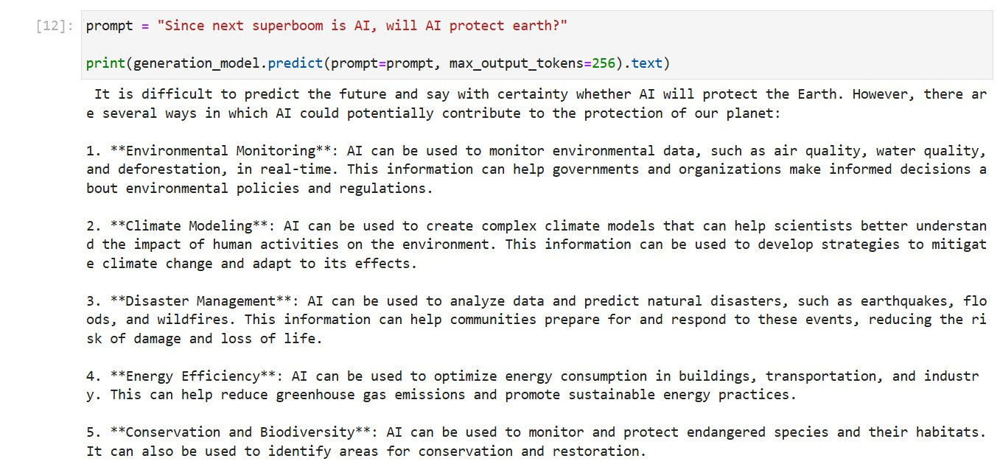 [12]: prompt = "Since next superboom is AI, will AI protect earth?"
print(generation_model.predict(prompt=prompt, max_output_tokens=256).text)
It is difficult to predict the future and say with certainty whether AI will protect the Earth. However, there ar
e several ways in which AI could potentially contribute to the protection of our planet:
1. **Environmental Monitoring**: AI can be used to monitor environmental data, such as air quality, water quality,
and deforestation, in real-time. This information can help governments and organizations make informed decisions a
bout environmental policies and regulations.
2. **Climate Modeling**: AI can be used to create complex climate models that can help scientists better understan
d the impact of human activities on the environment. This information can be used to develop strategies to mitigat
e climate change and adapt to its effects.
3. **Disaster Management**: AI can be used to analyze data and predict natural disasters, such as earthquakes, flo
ods, and wildfires. This information can help communities prepare for and respond to these events, reducing the ri
sk of damage and loss of life.
4. **Energy Efficiency**: AI can be used to optimize energy consumption in buildings, transportation, and industr
y. This can help reduce greenhouse gas emissions and promote sustainable energy practices.
5. **Conservation and Biodiversity**: AI can be used to monitor and protect endangered species and their habitats.
It can also be used to identify areas for conservation and restoration.